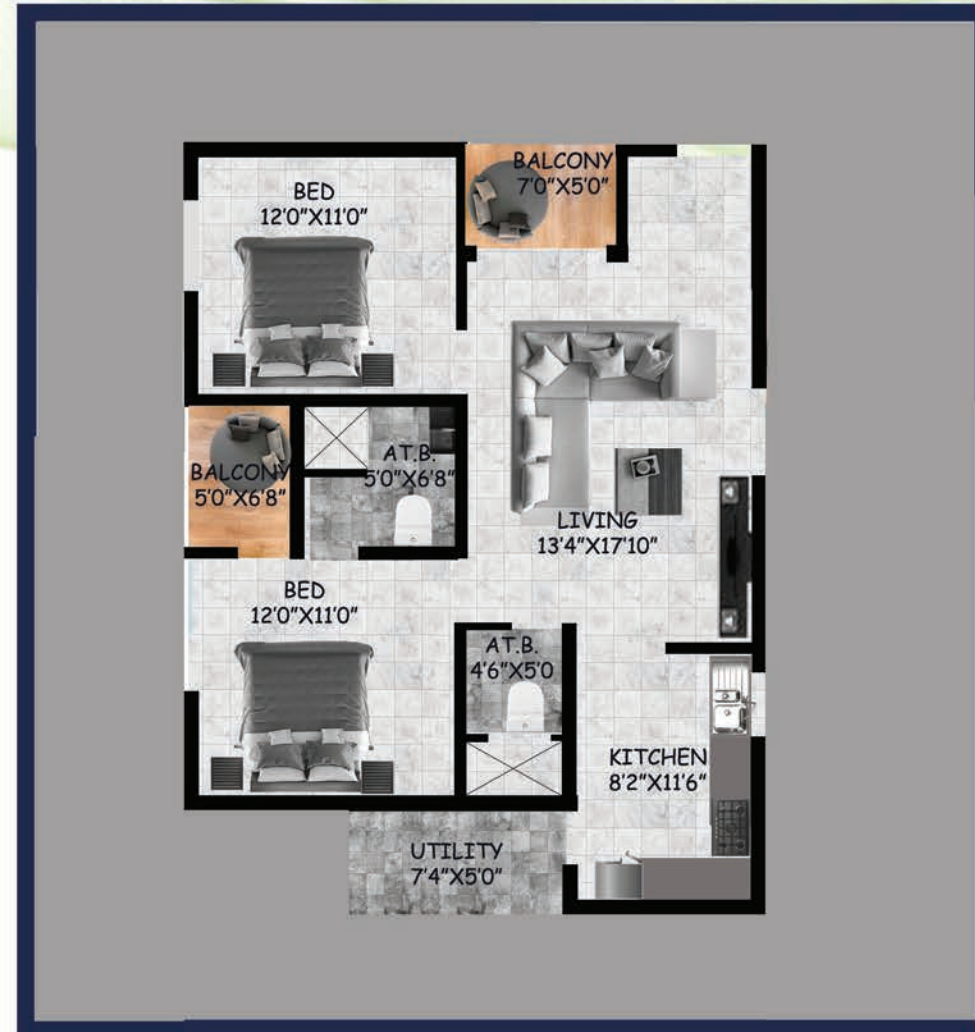 BALCONY
7'0"X5'0"
BED
12'0"X11'0"
AT.B.
5'0"X6'8"
BALCONY
5'0"X6'8"
LIVING
13'4"X17'10"
BED
12'0"X11'0"
AT.B.
4'6"X5'0
KITCHEN
8'2"X11'6"
UTILITY
7'4"X5'0"